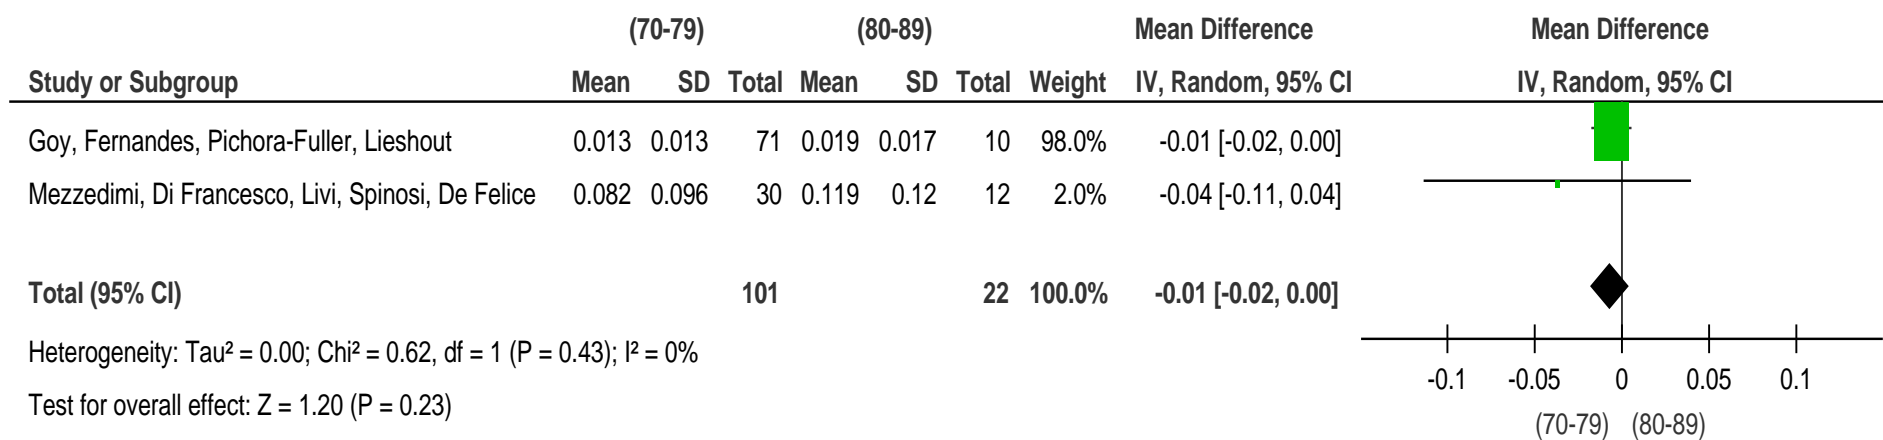 (70-79) (80-89) Mean Difference Mean Difference
Study or Subgroup Mean SD Total Mean SD Total Weight IV, Random, 95% CI IV, Random, 95% CI
Goy, Fernandes, Pichora-Fuller, Lieshout 0.013 0.013 71 0.019 0.017 10 98.0% -0.01 [-0.02, 0.00]
Mezzedimi, Di Francesco, Livi, Spinosi, De Felice 0.082 0.096 30 0.119 0.12 12 2.0% -0.04 [-0.11, 0.04]
Total (95% CI) 101 22 100.0% -0.01 [-0.02, 0.00]
Heterogeneity: Tau² = 0.00; Chi² = 0.62, df = 1 (P = 0.43); I² = 0%
Test for overall effect: Z = 1.20 (P = 0.23)
-0.1 -0.05 0 0.05 0.1
(70-79) (80-89)